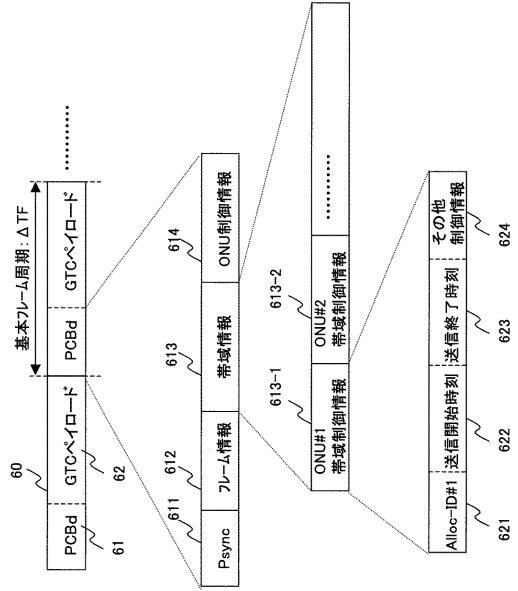 基本フレーム周期:ΔTF
60
PCBd
GTCペイロード
PCBd
GTCペイロード
61
62
611
612
613
614
Psync
フレーム情報
帯域情報
ONU制御情報
613-1
613-2
ONU#1
帯域制御情報
ONU#2
帯域制御情報
Alloc-ID#1
送信開始時刻
送信終了時刻
その他
制御情報
621
622
623
624